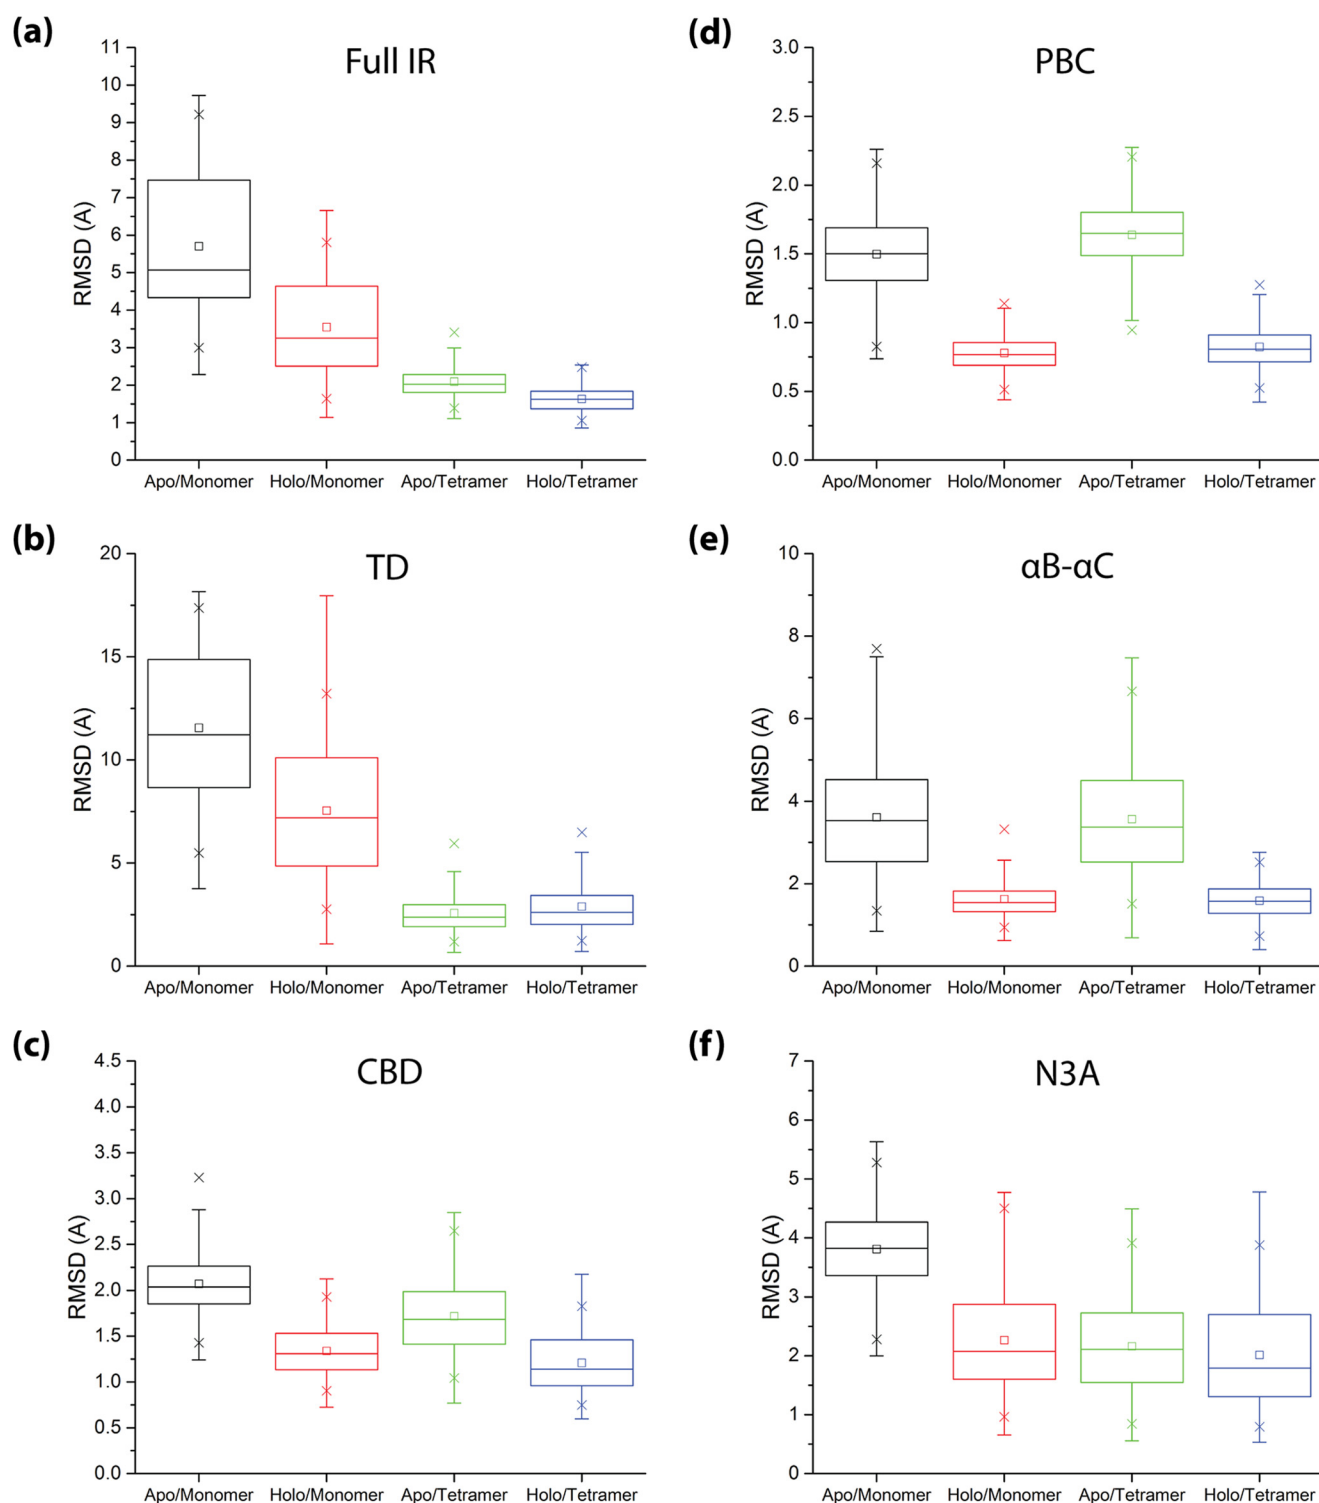 (a)
Full IR
RMSD (A)
11
10
9
8
7
6
5
4
3
2
1
0
Apo/Monomer Holo/Monomer Apo/Tetramer Holo/Tetramer
(b)
TD
RMSD (A)
20
15
10
5
0
Apo/Monomer Holo/Monomer Apo/Tetramer Holo/Tetramer
(c)
CBD
RMSD (A)
4.5
4.0
3.5
3.0
2.5
2.0
1.5
1.0
0.5
0.0
Apo/Monomer Holo/Monomer Apo/Tetramer Holo/Tetramer
(d)
PBC
RMSD (A)
3.0
2.5
2.0
1.5
1.0
0.5
0.0
Apo/Monomer Holo/Monomer Apo/Tetramer Holo/Tetramer
(e)
αB-αC
RMSD (A)
10
8
6
4
2
0
Apo/Monomer Holo/Monomer Apo/Tetramer Holo/Tetramer
(f)
N3A
RMSD (A)
7
6
5
4
3
2
1
0
Apo/Monomer Holo/Monomer Apo/Tetramer Holo/Tetramer